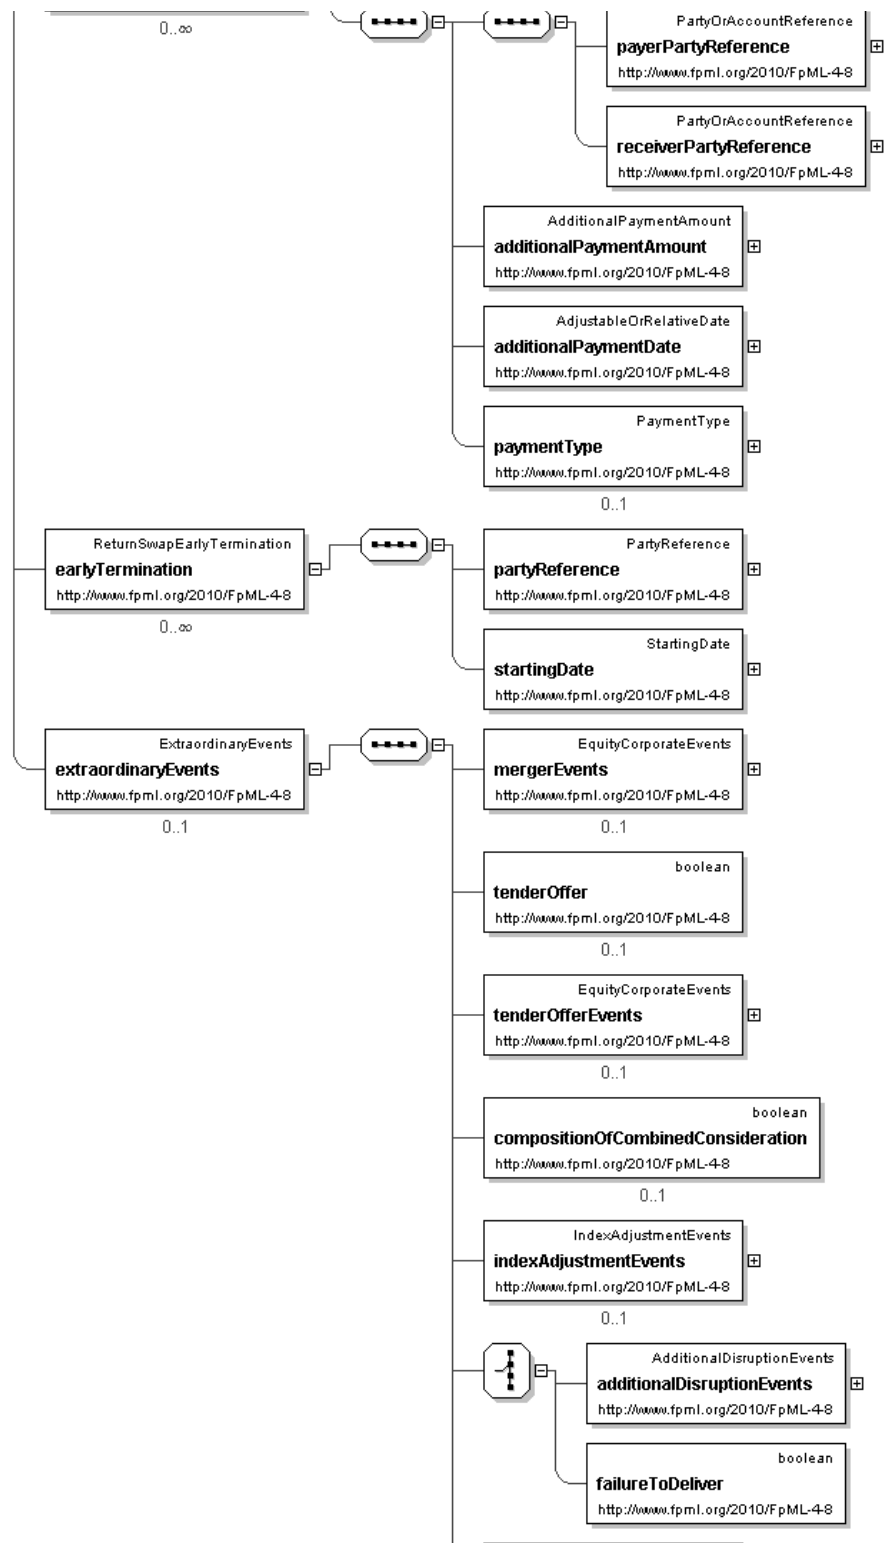 0..∞
PartyOrAccountReference
payerPartyReference
http://www.fpml.org/2010/FpML-4-8
PartyOrAccountReference
receiverPartyReference
http://www.fpml.org/2010/FpML-4-8
AdditionalPaymentAmount
additionalPaymentAmount
http://www.fpml.org/2010/FpML-4-8
AdjustableOrRelativeDate
additionalPaymentDate
http://www.fpml.org/2010/FpML-4-8
PaymentType
paymentType
http://www.fpml.org/2010/FpML-4-8
0..1
ReturnSwapEarlyTermination
earlyTermination
http://www.fpml.org/2010/FpML-4-8
0..∞
PartyReference
partyReference
http://www.fpml.org/2010/FpML-4-8
StartingDate
startingDate
http://www.fpml.org/2010/FpML-4-8
ExtraordinaryEvents
extraordinaryEvents
http://www.fpml.org/2010/FpML-4-8
0..1
EquityCorporateEvents
mergerEvents
http://www.fpml.org/2010/FpML-4-8
0..1
boolean
tenderOffer
http://www.fpml.org/2010/FpML-4-8
0..1
EquityCorporateEvents
tenderOfferEvents
http://www.fpml.org/2010/FpML-4-8
0..1
boolean
compositionOfCombinedConsideration
http://www.fpml.org/2010/FpML-4-8
0..1
IndexAdjustmentEvents
indexAdjustmentEvents
http://www.fpml.org/2010/FpML-4-8
0..1
AdditionalDisruptionEvents
additionalDisruptionEvents
http://www.fpml.org/2010/FpML-4-8
boolean
failureToDeliver
http://www.fpml.org/2010/FpML-4-8